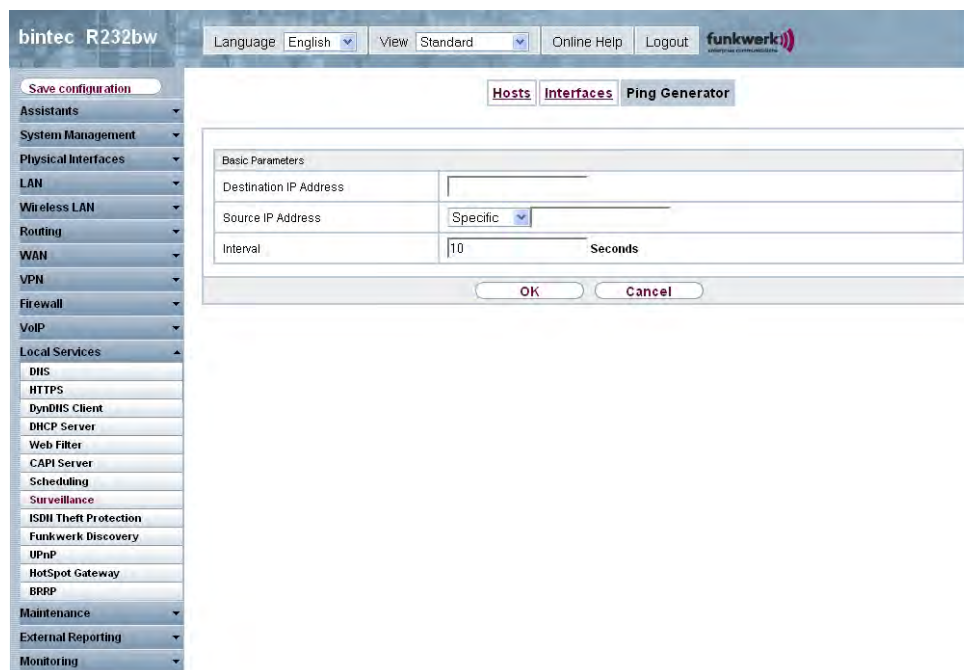 bintec R232bw
Language English View Standard Online Help Logout funkwerk
Save configuration
Hosts Interfaces Ping Generator
Assistants
System Management
Physical Interfaces
LAN
Wireless LAN
Routing
WAN
VPN
Firewall
VoIP
Local Services
DNS
HTTPS
DynDNS Client
DHCP Server
Web Filter
CAPI Server
Scheduling
Surveillance
ISDN Theft Protection
Funkwerk Discovery
UPnP
HotSpot Gateway
BRRP
Maintenance
External Reporting
Monitoring
Basic Parameters
Destination IP Address
Source IP Address Specific
Interval 10 Seconds
OK Cancel